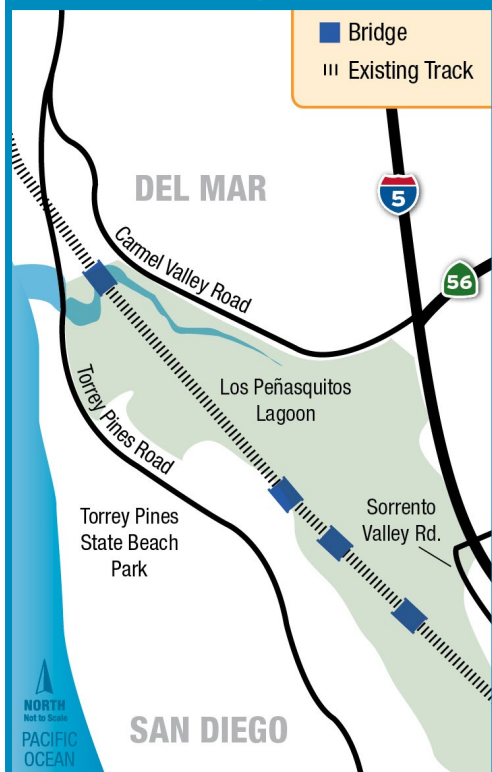 Bridge
Existing Track
DEL MAR
5
Carmel Valley Road
56
Los Peñasquitos
Lagoon
Torrey Pines Road
Sorrento
Valley Rd.
Torrey Pines
State Beach
Park
NORTH
Not to Scale
PACIFIC
OCEAN
SAN DIEGO